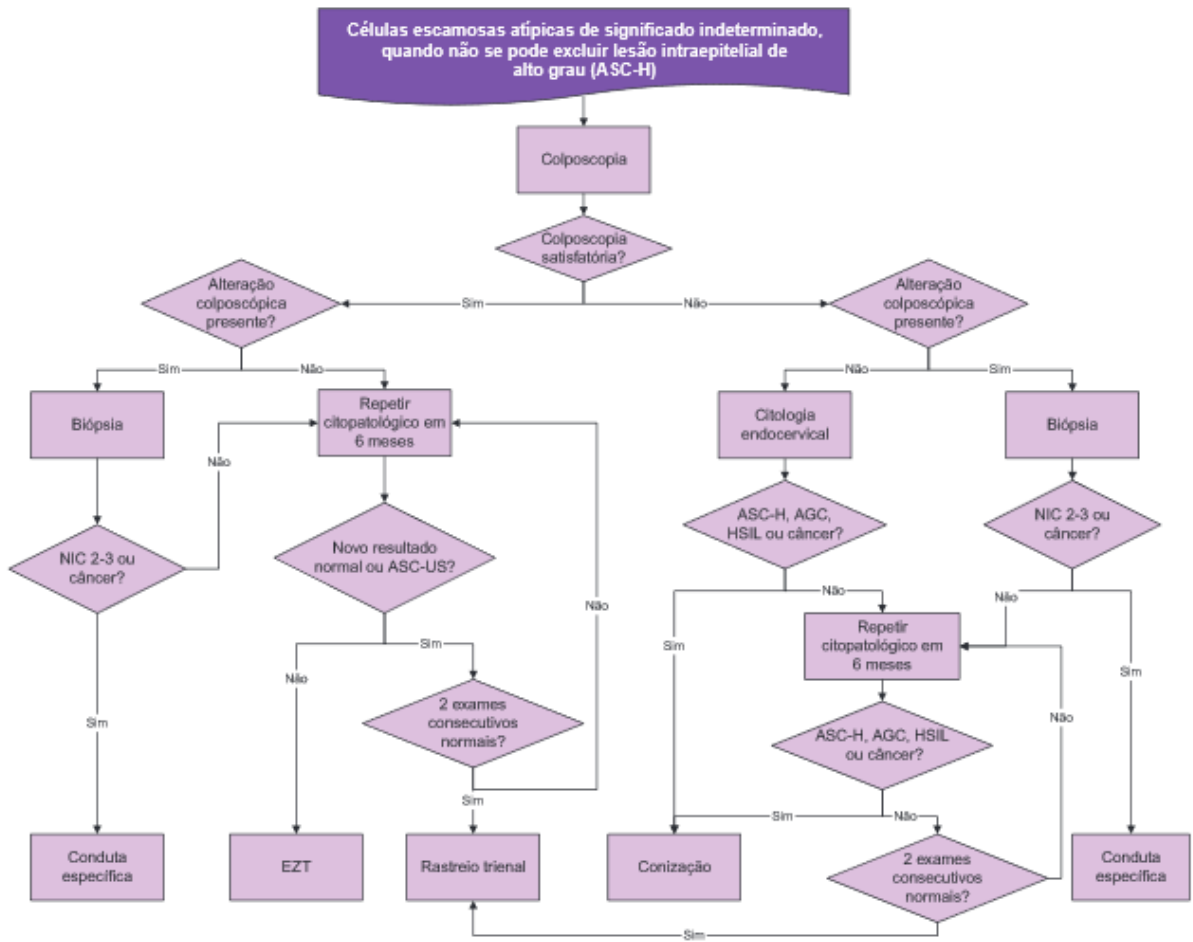 Células escamosas atípicas de significado indeterminado,
quando não se pode excluir lesão intraepitelial de
alto grau (ASC-H)
Colposcopia
Colposcopia
satisfatória?
Sim
Não
Alteração
colposcópica
presente?
Alteração
colposcópica
presente?
Sim
Não
Não
Sim
Biópsia
Repetir
citopatológico em
6 meses
Citologia
endocervical
Biópsia
Não
NIC 2-3 ou
câncer?
Novo resultado
normal ou ASC-US?
ASC-H, AGC,
HSIL ou câncer?
NIC 2-3 ou
câncer?
Não
Não
Não
Sim
Não
Sim
Repetir
citopatológico em
6 meses
Sim
Sim
2 exames
consecutivos
normais?
ASC-H, AGC, HSIL
ou câncer?
Não
Sim
Sim
Não
Conduta
específica
EZT
Rastreio trienal
Conização
2 exames
consecutivos
normais?
Conduta
específica
Sim